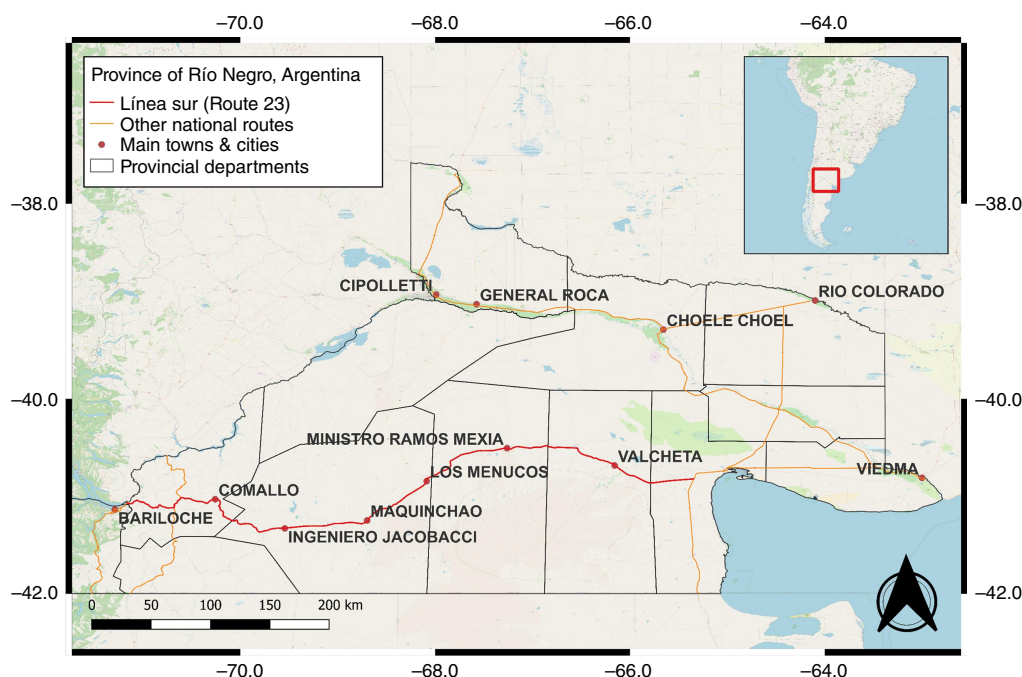 −70.0 −68.0 −66.0 −64.0
Province of Río Negro, Argentina
Línea sur (Route 23)
Other national routes
Main towns & cities
Provincial departments
−38.0 −38.0
CIPOLLETTI
GENERAL ROCA
RIO COLORADO
CHOELE CHOEL
−40.0 −40.0
MINISTRO RAMOS MEXIA
VALCHETA
LOS MENUCOS
VIEDMA
COMALLO
MAQUINCHAO
BARILOCHE
INGENIERO JACOBACCI
−42.0 −42.0
0 50 100 150 200 km
−70.0 −68.0 −66.0 −64.0